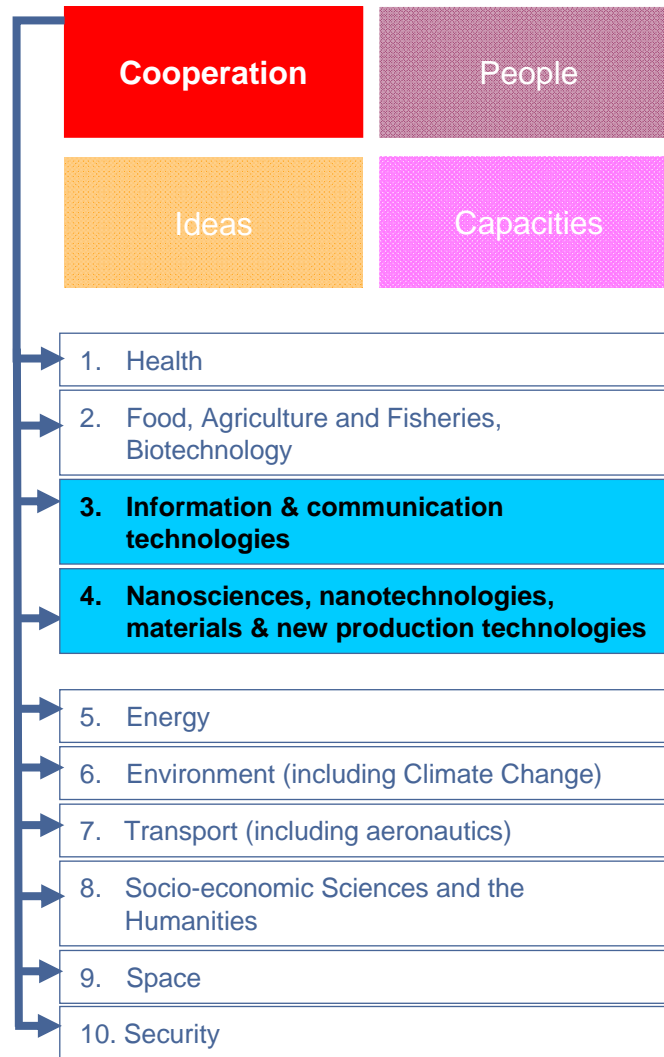 Cooperation
People
Ideas
Capacities
1. Health
2. Food, Agriculture and Fisheries,
Biotechnology
3. Information & communication
technologies
4. Nanosciences, nanotechnologies,
materials & new production technologies
5. Energy
6. Environment (including Climate Change)
7. Transport (including aeronautics)
8. Socio-economic Sciences and the
Humanities
9. Space
10. Security